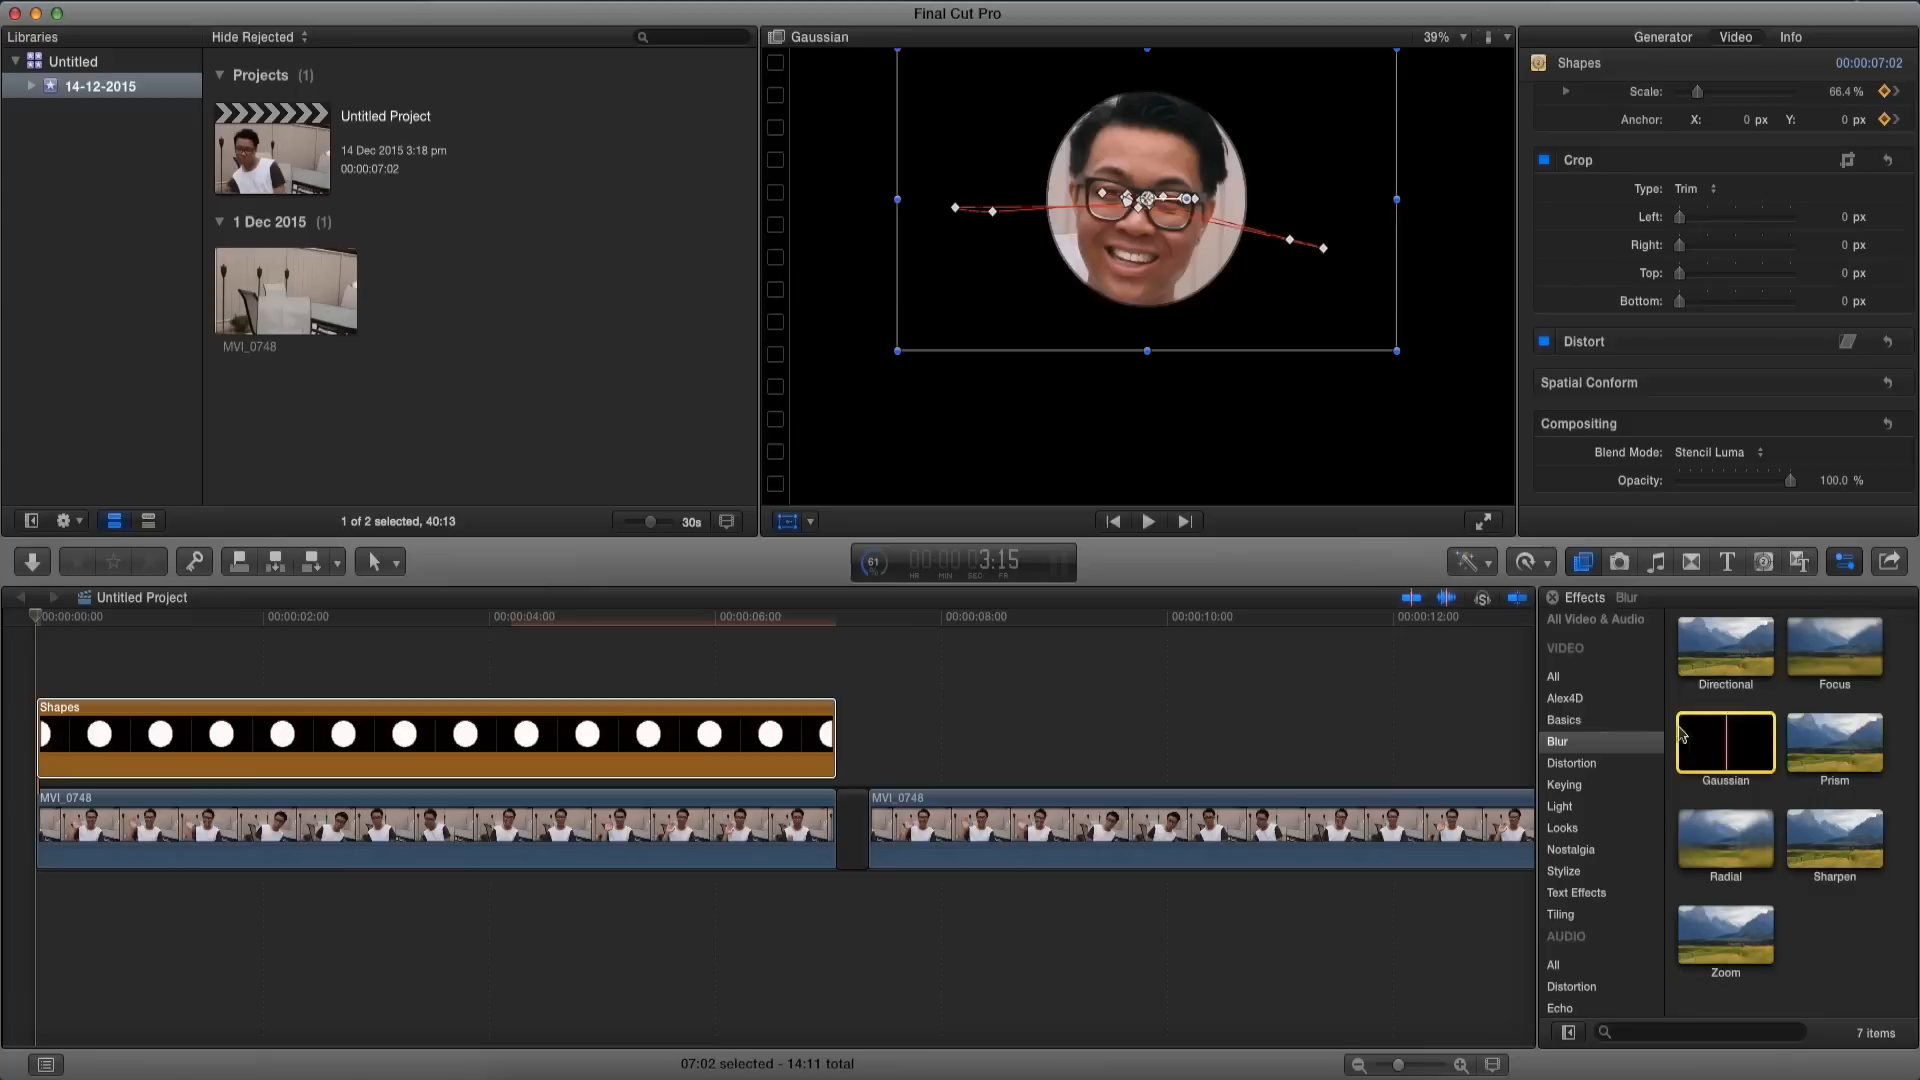 Final Cut Pro
Libraries
Hide Rejected
Gaussian
39%
Generator
Video
Info
Untitled
14-12-2015
Projects (1)
Untitled Project
14 Dec 2015 3:18 pm
00:00:07:02
1 Dec 2015 (1)
MVI_0748
Shapes
00:00:07:02
Scale:
66.4 %
Anchor:
X:
0 px
Y:
0 px
Crop
Type:
Trim
Left:
0 px
Right:
0 px
Top:
0 px
Bottom:
0 px
Distort
Spatial Conform
Compositing
Blend Mode:
Stencil Luma
Opacity:
100.0 %
1 of 2 selected, 40:13
30s
61
%
00:00:03:15
HR MIN SEC FR
Untitled Project
00:00:00:00
00:00:02:00
00:00:04:00
00:00:06:00
00:00:08:00
00:00:10:00
00:00:12:00
Shapes
MVI_0748
MVI_0748
Effects
Blur
All Video & Audio
VIDEO
All
Alex4D
Basics
Blur
Distortion
Keying
Light
Looks
Nostalgia
Stylize
Text Effects
Tiling
AUDIO
All
Distortion
Echo
Directional
Focus
Gaussian
Prism
Radial
Sharpen
Zoom
7 items
07:02 selected - 14:11 total